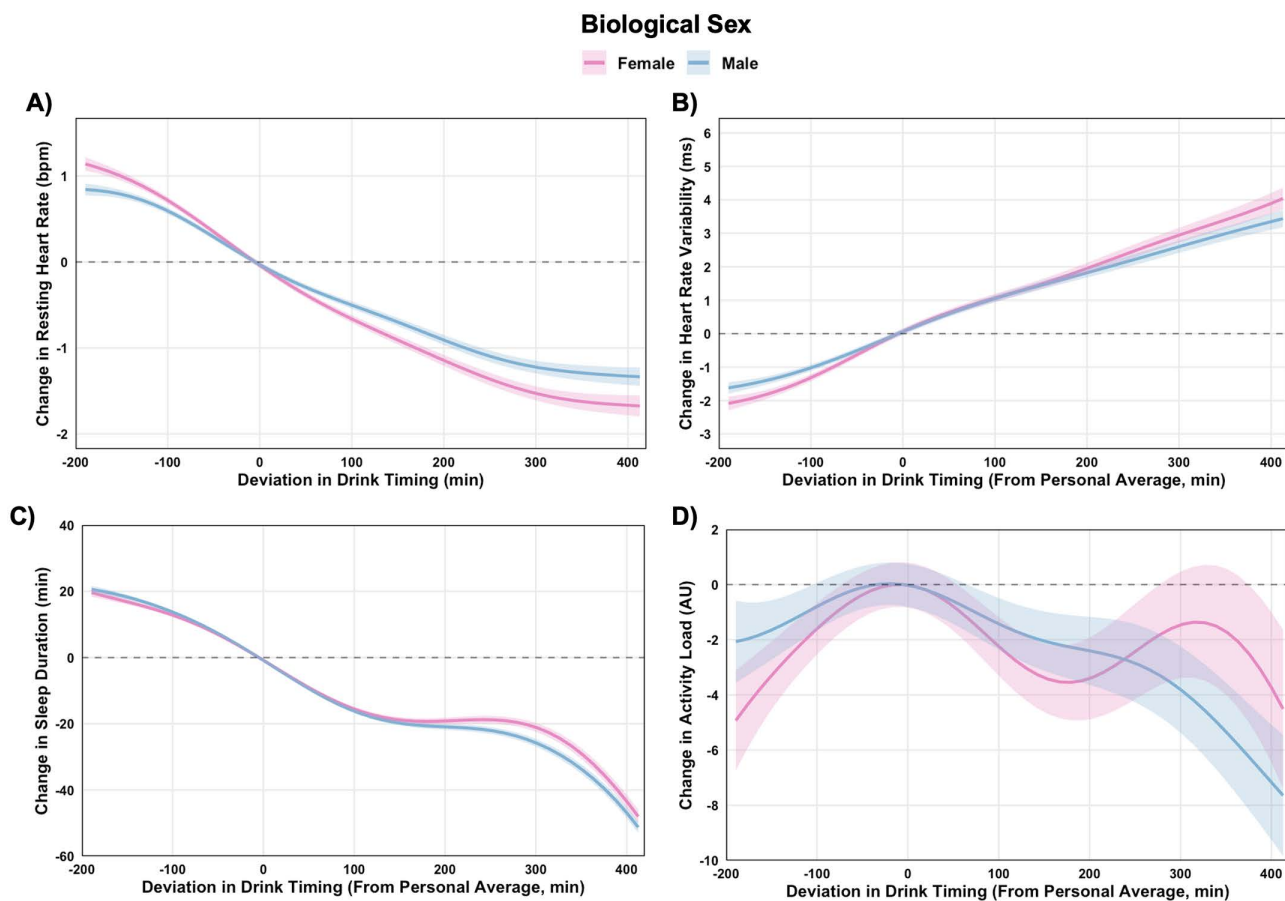 Biological Sex
Female Male
A)
Change in Resting Heart Rate (bpm)
1
0
-1
-2
-200 -100 0 100 200 300 400
Deviation in Drink Timing (min)
B)
Change in Heart Rate Variability (ms)
6
5
4
3
2
1
0
-1
-2
-3
-200 -100 0 100 200 300 400
Deviation in Drink Timing (From Personal Average, min)
C)
Change in Sleep Duration (min)
40
20
0
-20
-40
-60
-200 -100 0 100 200 300 400
Deviation in Drink Timing (From Personal Average, min)
D)
Change in Activity Load (AU)
2
0
-2
-4
-6
-8
-10
-200 -100 0 100 200 300 400
Deviation in Drink Timing (From Personal Average, min)